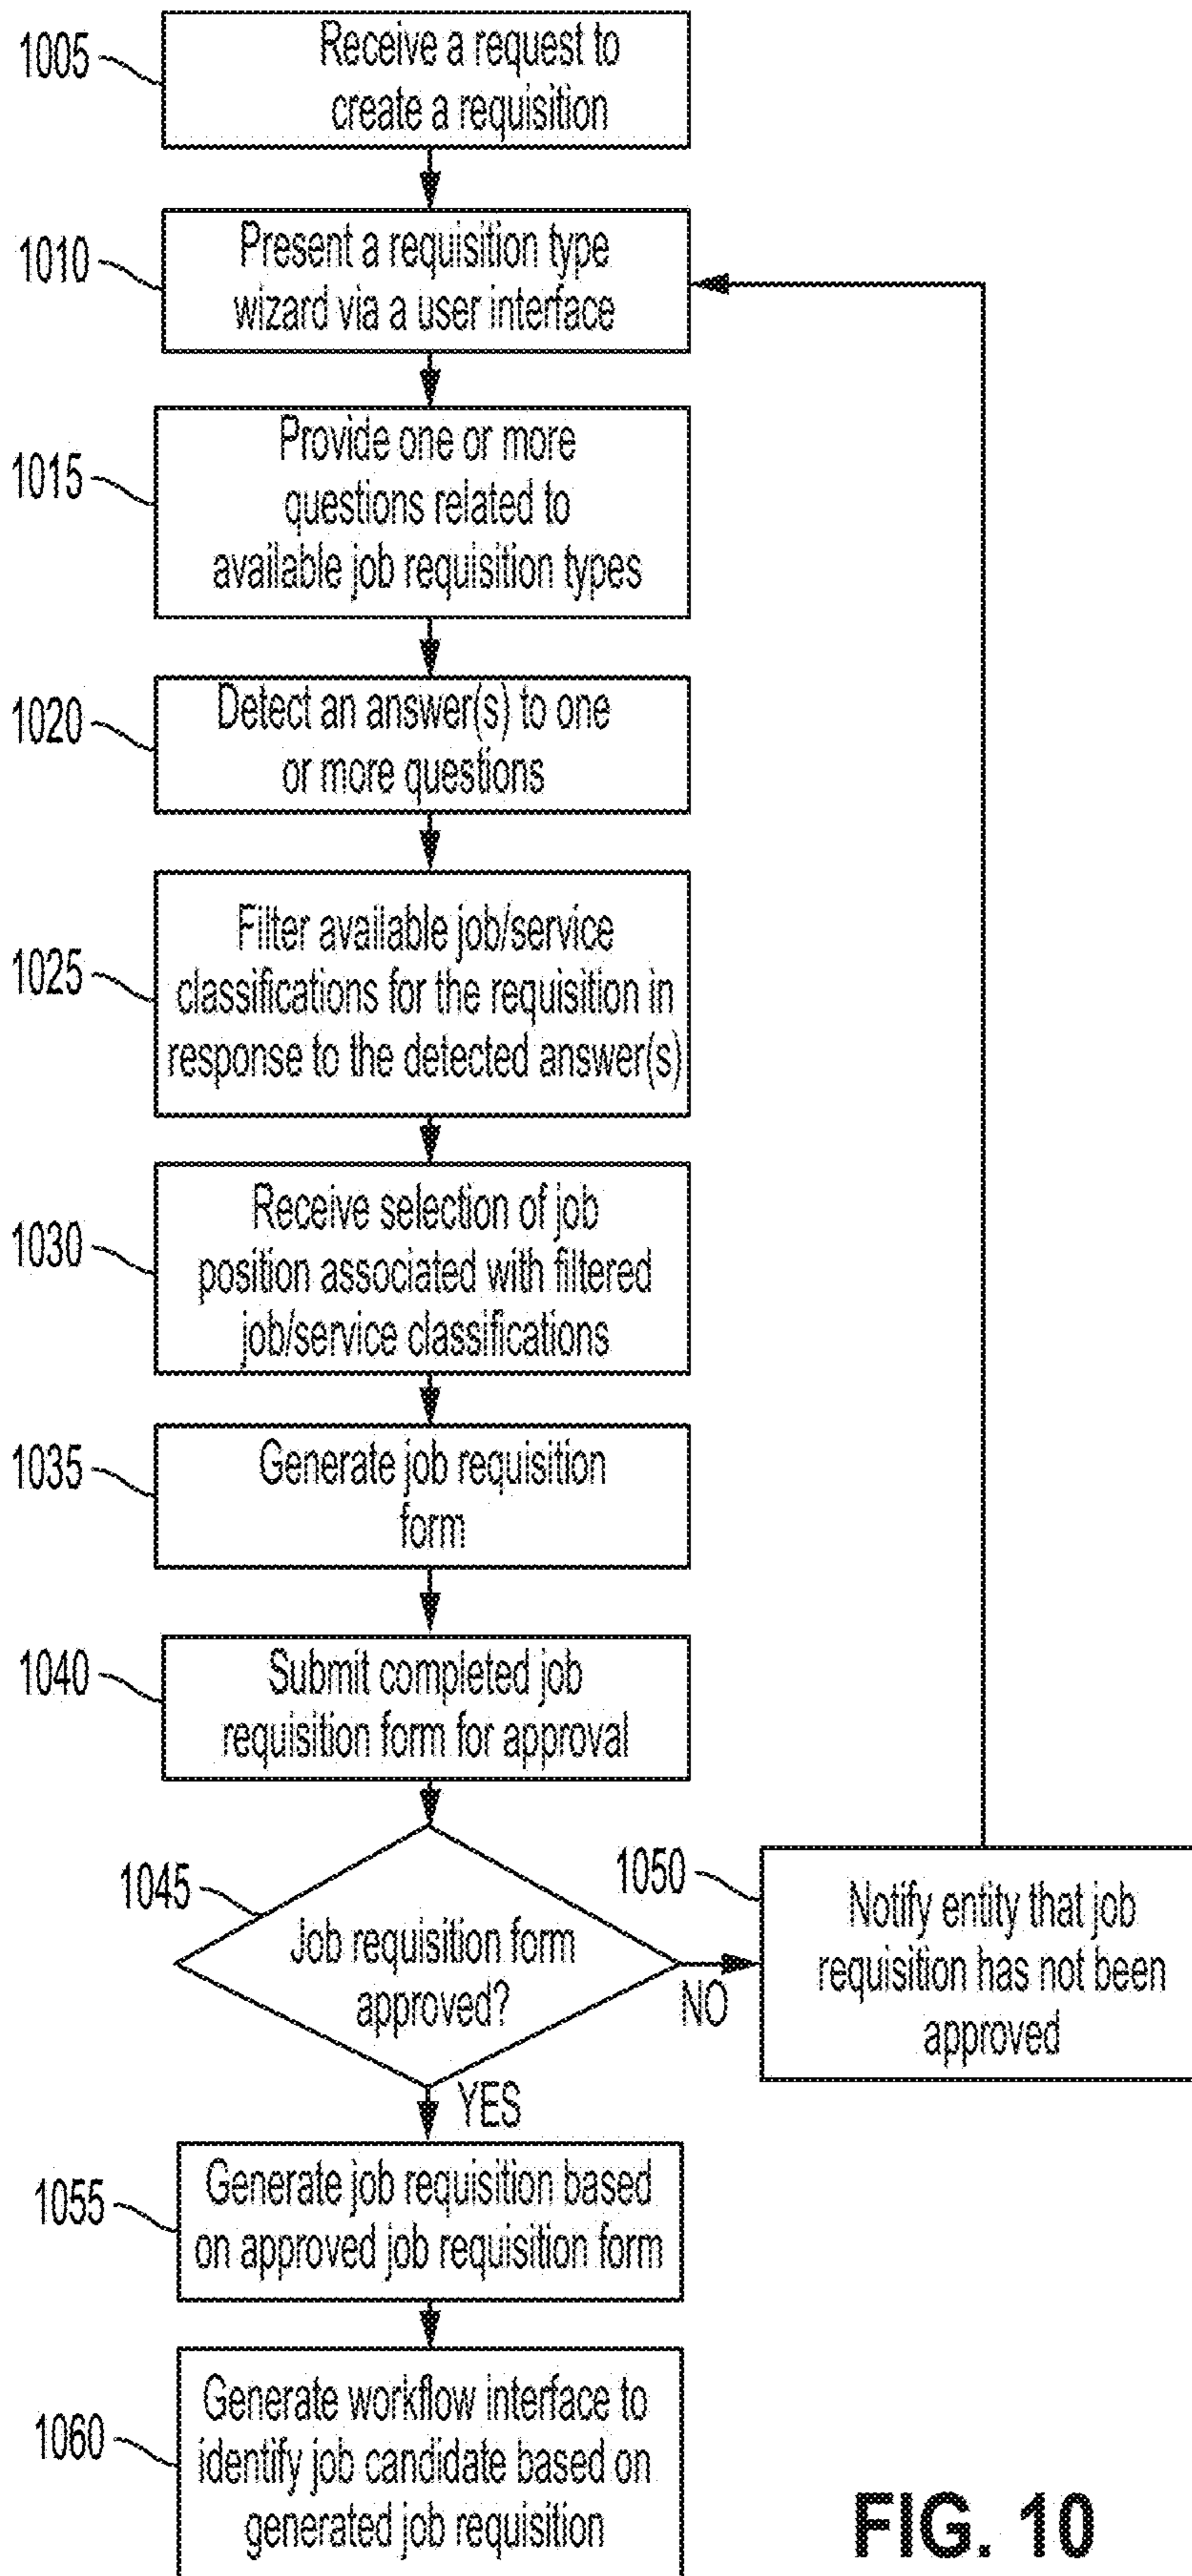 1005
Receive a request to
create a requisition
1010
Present a requisition type
wizard via a user interface
1015
Provide one or more
questions related to
available job requisition types
1020
Detect an answer(s) to one
or more questions
1025
Filter available job/service
classifications for the requisition in
response to the detected answer(s)
1030
Receive selection of job
position associated with filtered
job/service classifications
1035
Generate job requisition
form
1040
Submit completed job
requisition form for approval
1045
Job requisition form
approved?
NO
1050
Notify entity that job
requisition has not been
approved
YES
1055
Generate job requisition based
on approved job requisition form
1060
Generate workflow interface to
identify job candidate based on
generated job requisition
FIG. 10